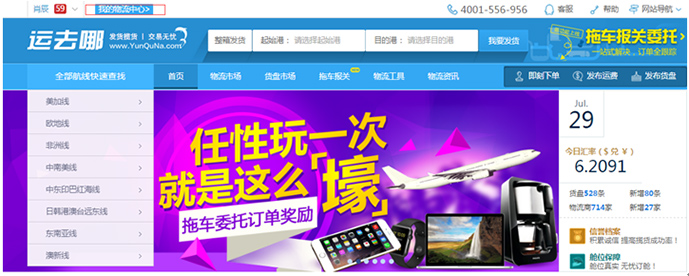 肖辰 59 我的物流中心>
4001-556-956 客服 帮助 网站导航
运去哪 发货揽货 | 交易无忧
www.YunQuNa.com
整箱发货 起始港：请选择起始港 目的港：请选择目的港 我要发货
拖车报关委托
一站式解决，订单全跟踪
全部航线快速查找 首页 物流市场 货盘市场 拖车报关 物流工具 物流资讯 即刻下单 发布运费 发布货盘
美加线
欧地线
非洲线
中南美线
中东印巴红海线
日韩港澳台远东线
东南亚线
澳新线
任性玩一次
就是这么「壕」
拖车委托订单奖励
Jul.
29
今日汇率（$ 兑 ¥）
6.2091
货盘528条 新增80条
物流商714家 新增27家
信誉档案
积累诚信 提高揽货成功率！
舱位保障
舱位真实 无忧订舱！